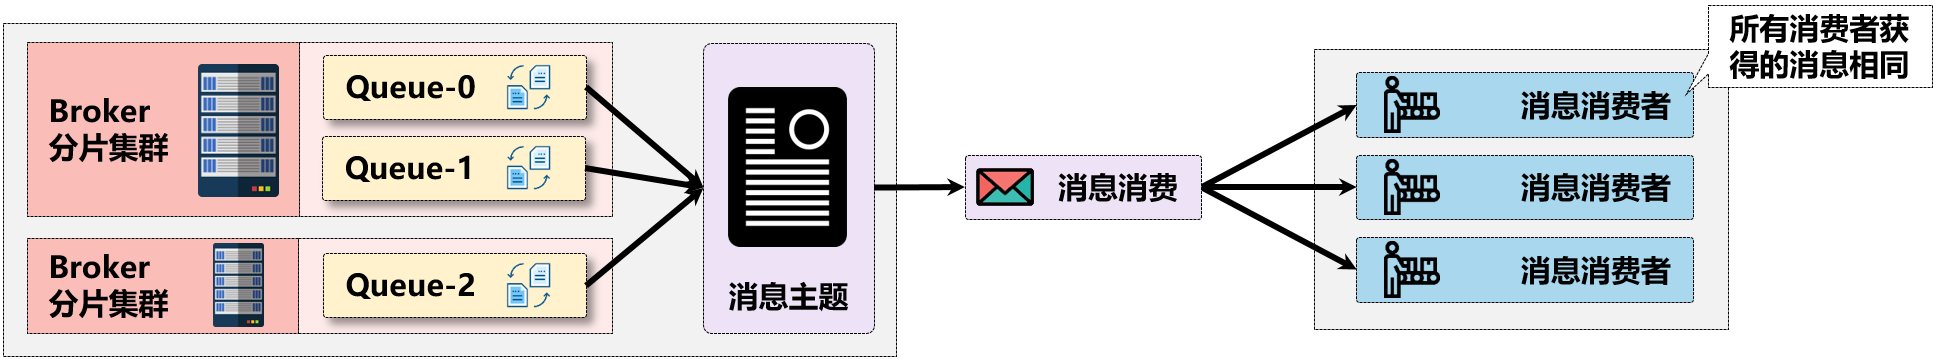 Broker
分片集群
Queue-0
Queue-1
Broker
分片集群
Queue-2
消息主题
消息消费
消息消费者
消息消费者
消息消费者
所有消费者获
得的消息相同